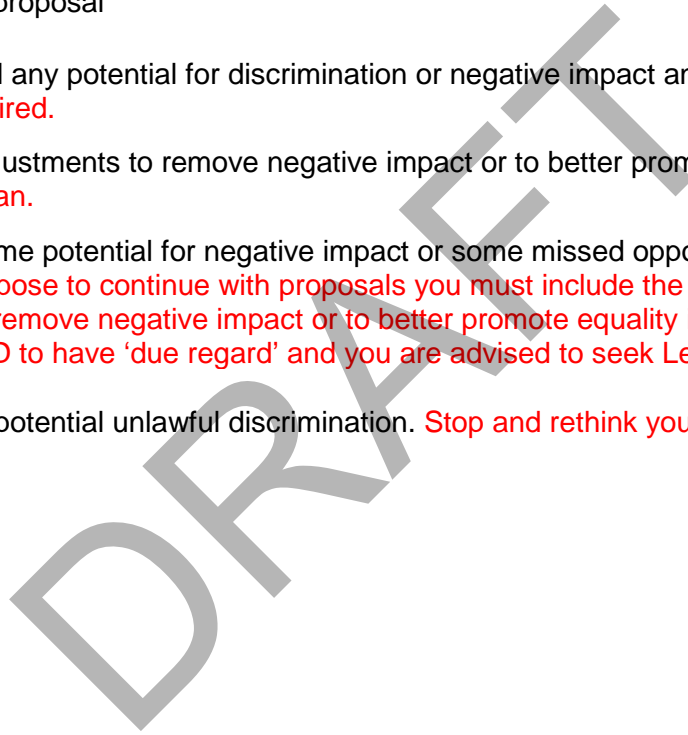 proposal
any potential for discrimination or negative impact
ired.
justments to remove negative impact or to better prom
an.
me potential for negative impact or some missed oppo
pose to continue with proposals you must include the
remove negative impact or to better promote equality
D to have ‘due regard’ and you are advised to seek Le
potential unlawful discrimination. Stop and rethink you
DRAFT